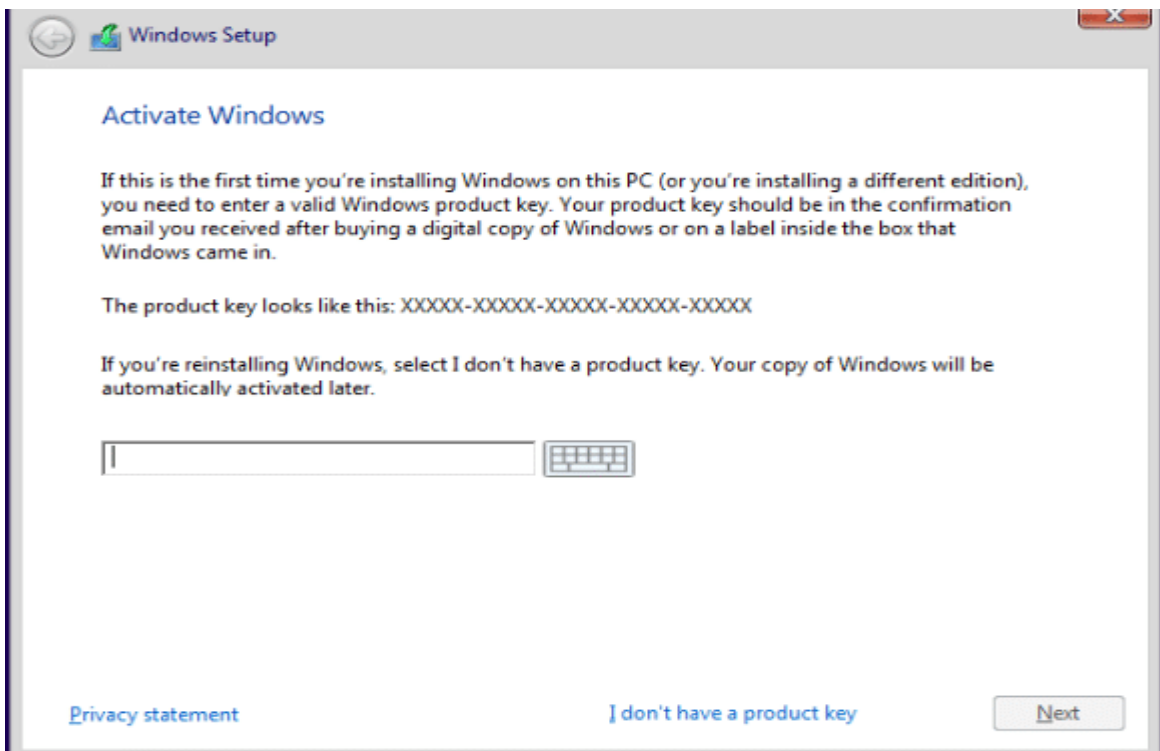 Windows Setup
Activate Windows
If this is the first time you're installing Windows on this PC (or you're installing a different edition),
you need to enter a valid Windows product key. Your product key should be in the confirmation
email you received after buying a digital copy of Windows or on a label inside the box that
Windows came in.
The product key looks like this: XXXXX-XXXXX-XXXXX-XXXXX-XXXXX
If you're reinstalling Windows, select I don't have a product key. Your copy of Windows will be
automatically activated later.
Privacy statement
I don't have a product key
Next